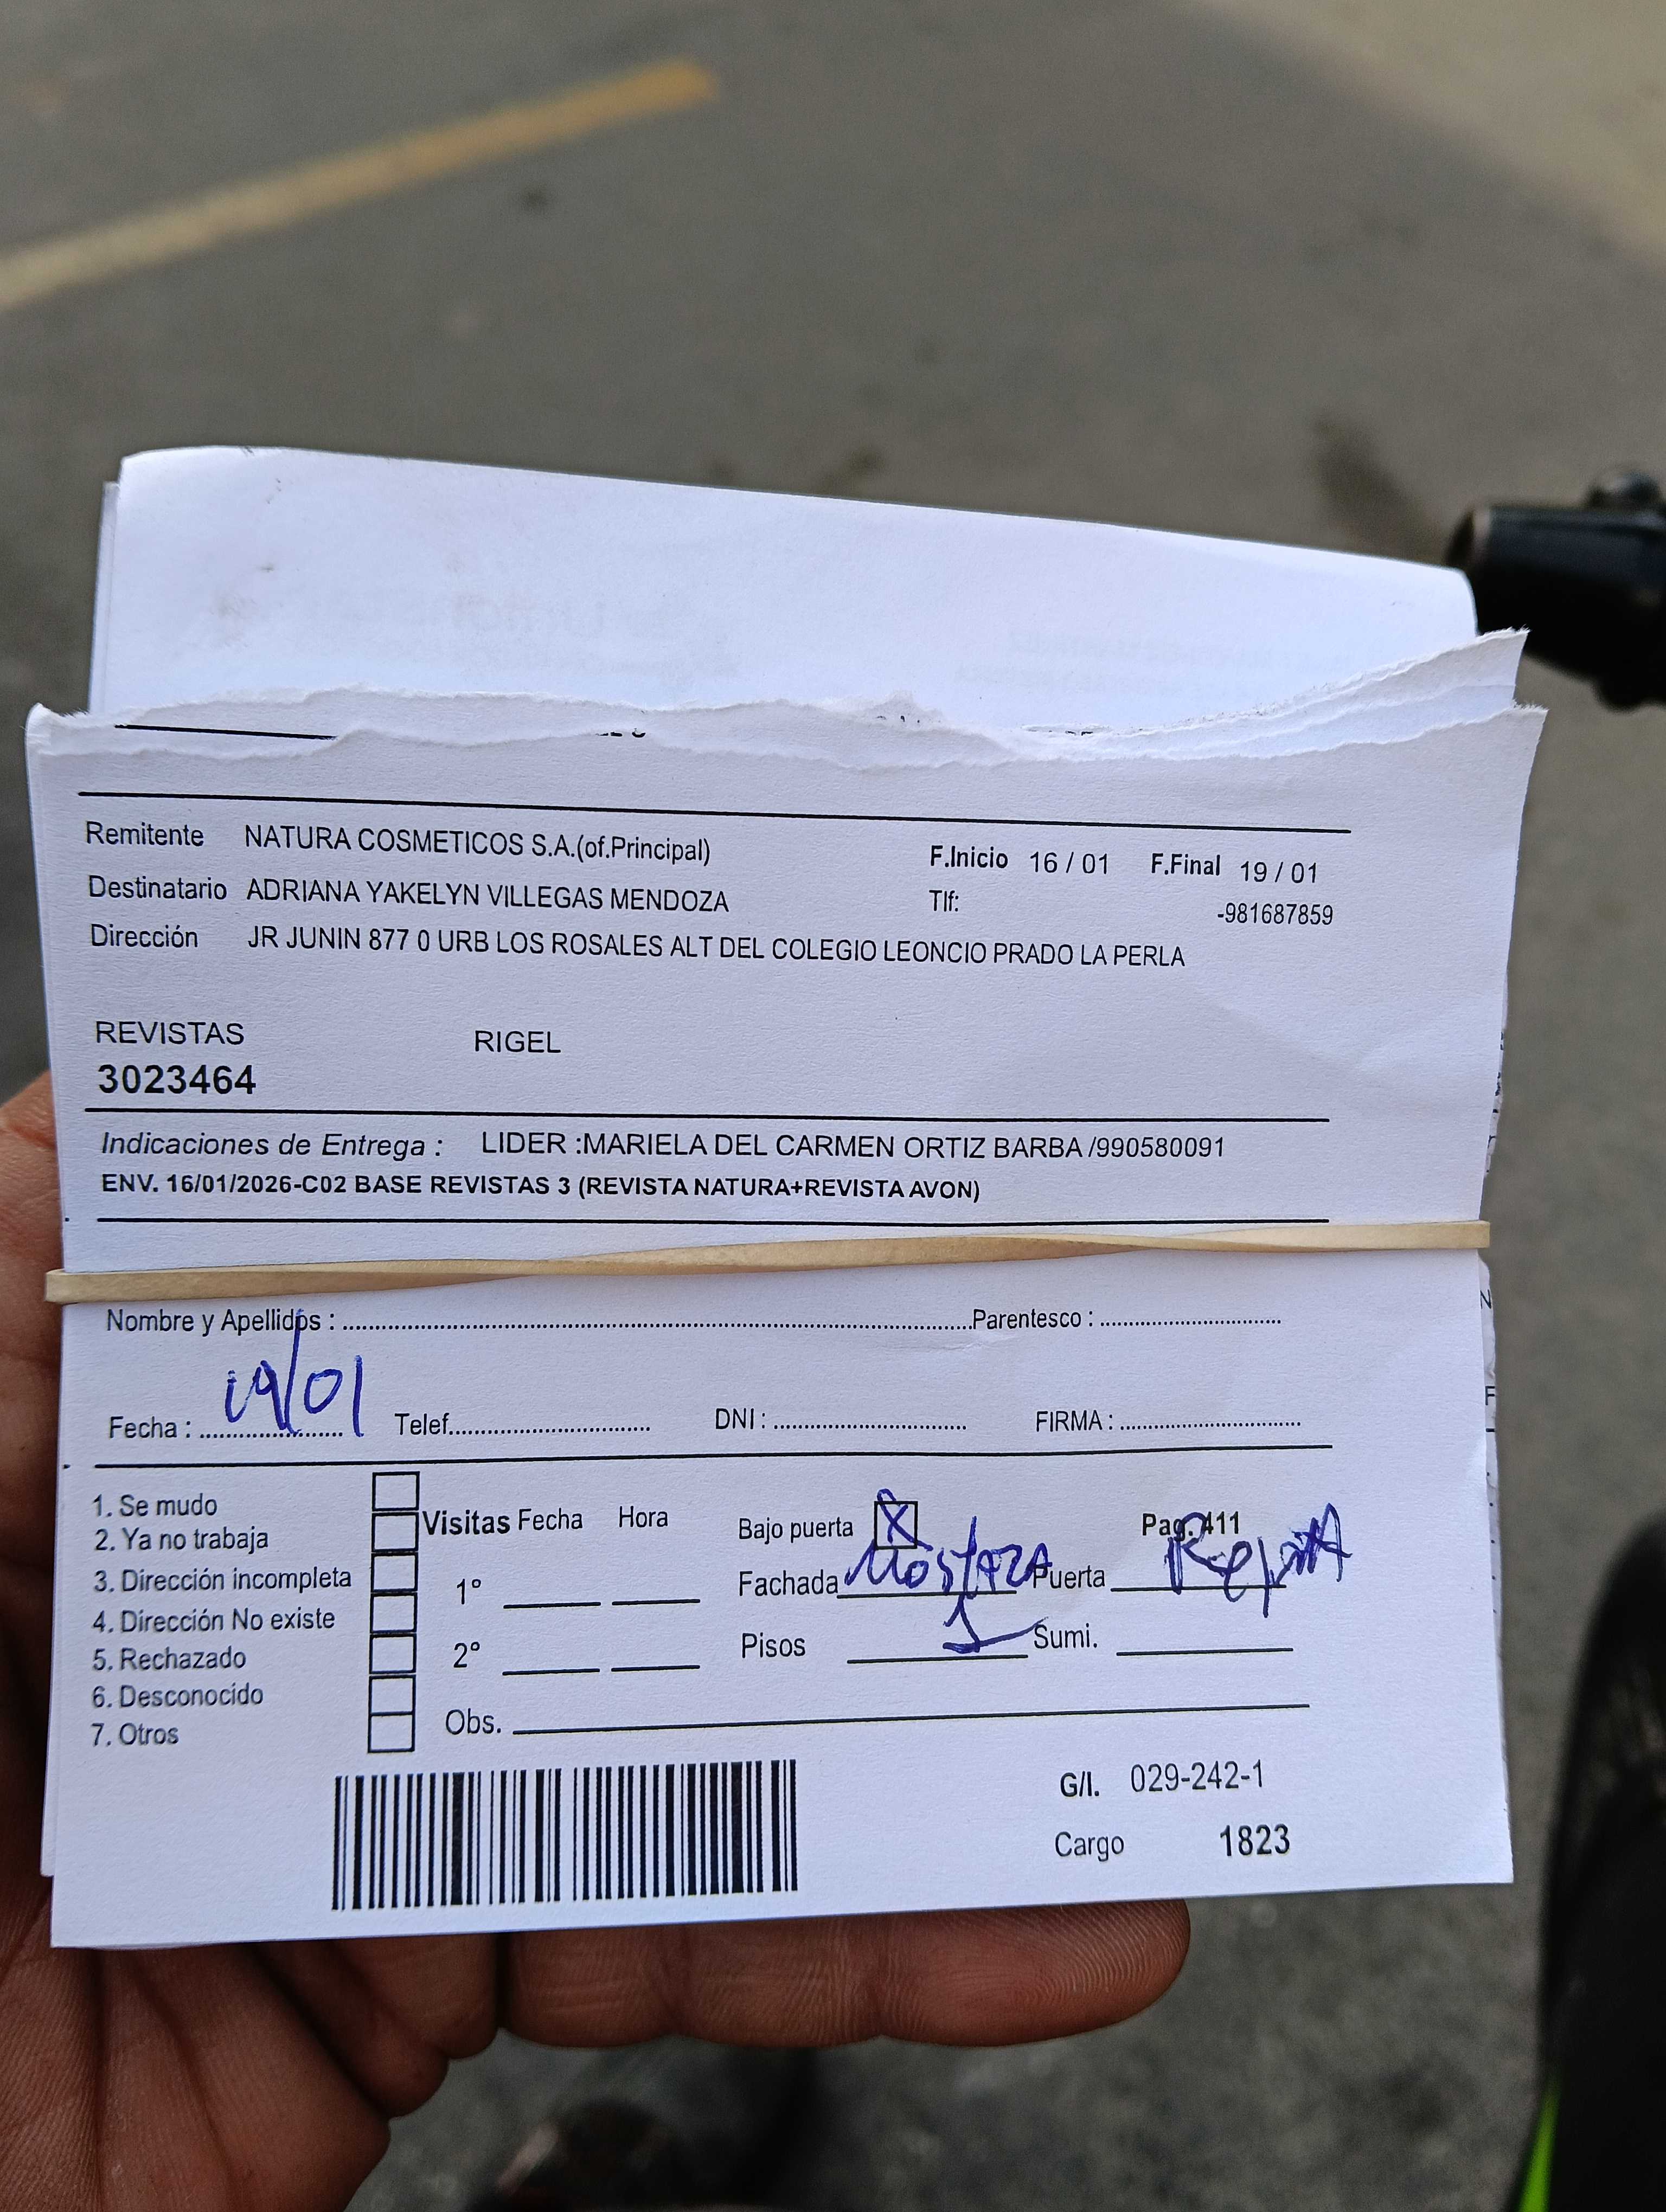 Remitente NATURA COSMETICOS S.A.(of.Principal) F.Inicio 16 / 01 F.Final 19 / 01
Destinatario ADRIANA YAKELYN VILLEGAS MENDOZA Tlf: -981687859
Dirección JR JUNIN 877 0 URB LOS ROSALES ALT DEL COLEGIO LEONCIO PRADO LA PERLA
REVISTAS RIGEL
3023464
Indicaciones de Entrega : LIDER :MARIELA DEL CARMEN ORTIZ BARBA /990580091
ENV. 16/01/2026-C02 BASE REVISTAS 3 (REVISTA NATURA+REVISTA AVON)
Nombre y Apellidos : Parentesco :
Fecha : 19/01 Telef. DNI : FIRMA :
1. Se mudo
2. Ya no trabaja
3. Dirección incompleta
4. Dirección No existe
5. Rechazado
6. Desconocido
7. Otros
Visitas Fecha Hora
1°
2°
Obs.
Bajo puerta X Pag. 411
Fachada Mostaza Puerta Rejita
Pisos 1 Sumi.
G/I. 029-242-1
Cargo 1823